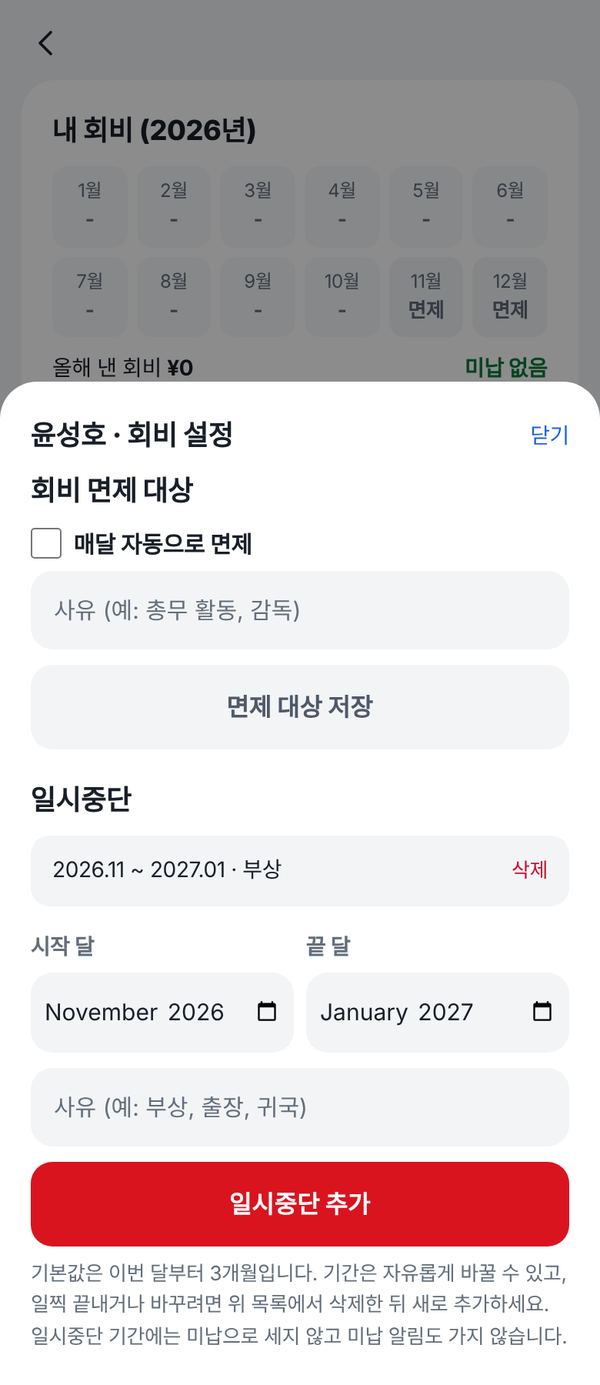 내 회비 (2026년)
1월 2월 3월 4월 5월 6월
- - - - - -
7월 8월 9월 10월 11월 12월
- - - - 면제 면제
올해 낸 회비 ¥0 미납 없음
윤성호 · 회비 설정 닫기
회비 면제 대상
매달 자동으로 면제
사유 (예: 총무 활동, 감독)
면제 대상 저장
일시중단
2026.11 ~ 2027.01 · 부상 삭제
시작 달 끝 달
November 2026 January 2027
사유 (예: 부상, 출장, 귀국)
일시중단 추가
기본값은 이번 달부터 3개월입니다. 기간은 자유롭게 바꿀 수 있고,
일찍 끝내거나 바꾸려면 위 목록에서 삭제한 뒤 새로 추가하세요.
일시중단 기간에는 미납으로 세지 않고 미납 알림도 가지 않습니다.